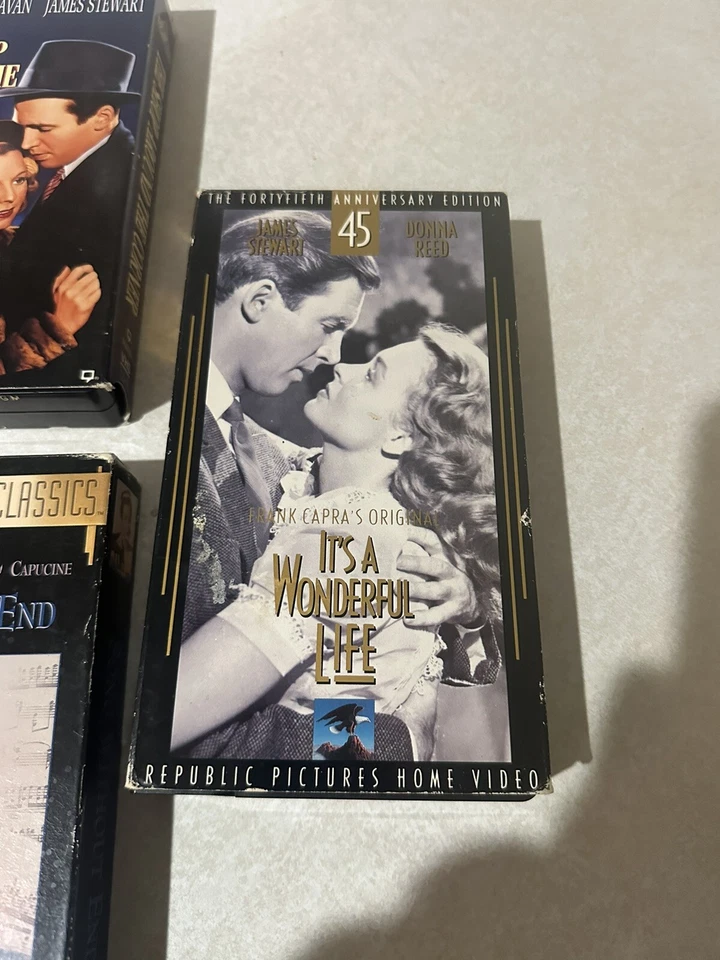 AVAN JAMES STEWART
THE FORTYFIFTH ANNIVERSARY EDITION
JAMES
STEWART
45
DONNA
REED
FRANK CAPRA'S ORIGINAL
IT'S A
WONDERFUL
LIFE
REPUBLIC PICTURES HOME VIDEO
CLASSICS
CAPUCINE
END